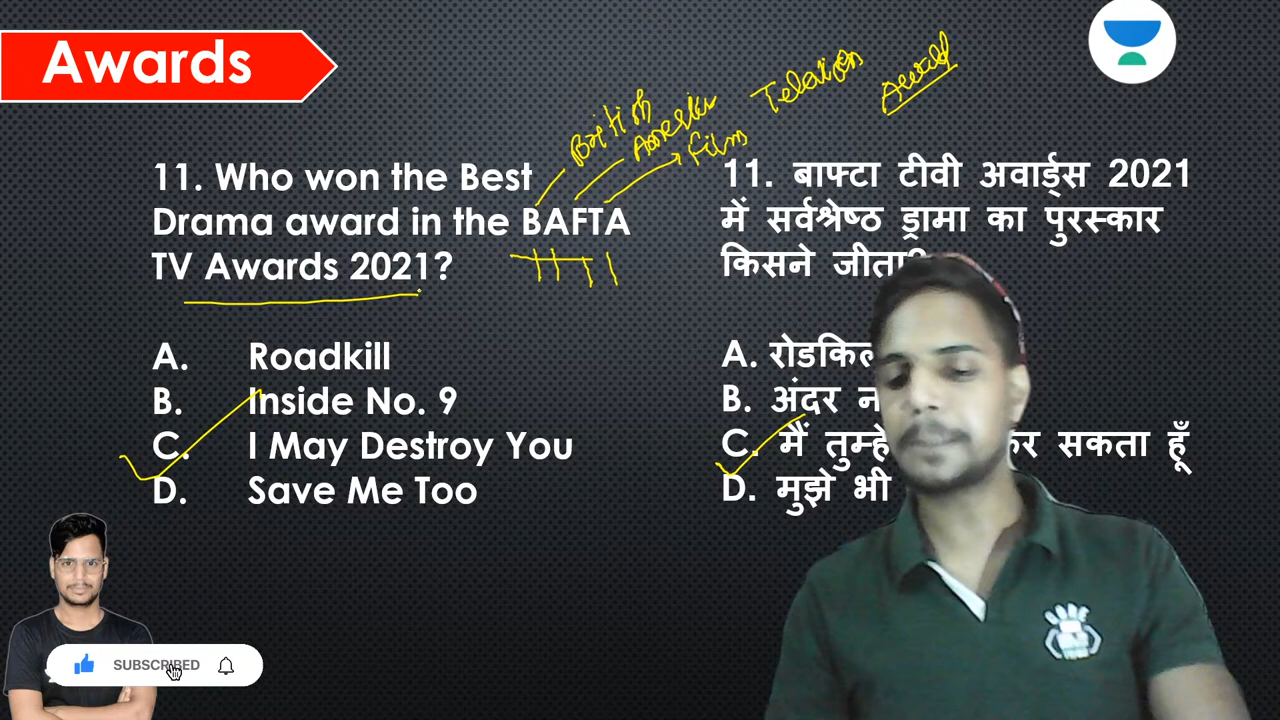 Awards
British
American
Film
Television
Award
11. Who won the Best
Drama award in the BAFTA
TV Awards 2021?
A. Roadkill
B. Inside No. 9
C. I May Destroy You
D. Save Me Too
11. बाफ्टा टीवी अवार्ड्स 2021
में सर्वश्रेष्ठ ड्रामा का पुरस्कार
किसने जीता?
A.
B. अंदर
C. मैं सकता हूँ
D. मुझे भी
SUBSCRIBED